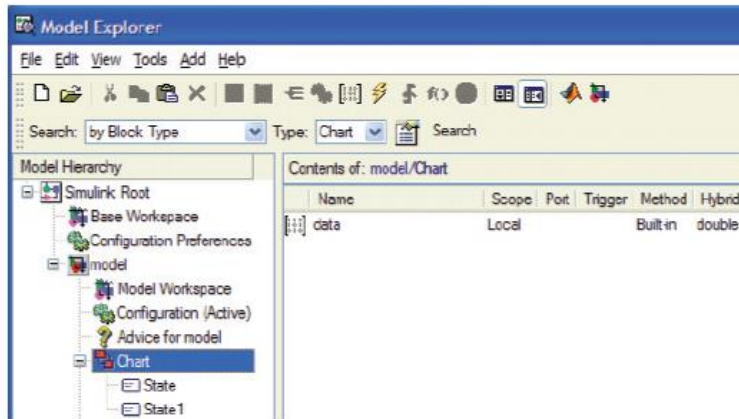 Model Explorer
File Edit View Tools Add Help
Search: by Block Type Type: Chart Search
Model Hierarchy
Contents of: model/Chart
Simulink Root
Base Workspace
Configuration Preferences
model
Model Workspace
Configuration (Active)
Advice for model
Chart
State
State1
Name Scope Port Trigger Method Hybrid
data Local Built-in double